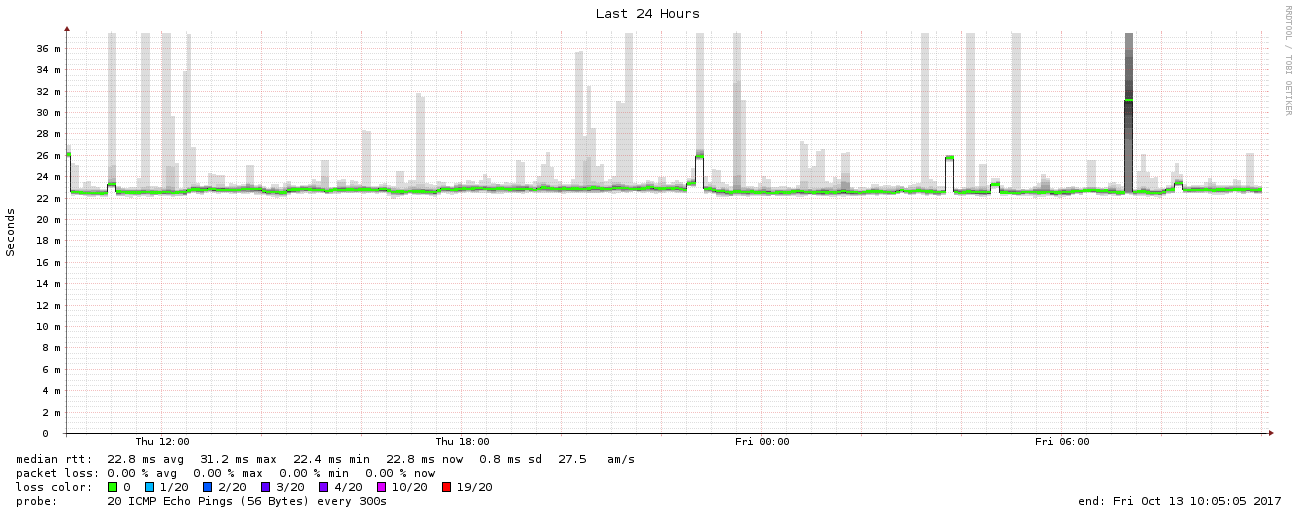 Last 24 Hours
RRDTOOL / TOBI OETIKER
Seconds
36 m
34 m
32 m
30 m
28 m
26 m
24 m
22 m
20 m
18 m
16 m
14 m
12 m
10 m
8 m
6 m
4 m
2 m
0
Thu 12:00 Thu 18:00 Fri 00:00 Fri 06:00
median rtt: 22.8 ms avg 31.2 ms max 22.4 ms min 22.8 ms now 0.8 ms sd 27.5 am/s
packet loss: 0.00 % avg 0.00 % max 0.00 % min 0.00 % now
loss color: 0 1/20 2/20 3/20 4/20 10/20 19/20
probe: 20 ICMP Echo Pings (56 Bytes) every 300s end: Fri Oct 13 10:05:05 2017